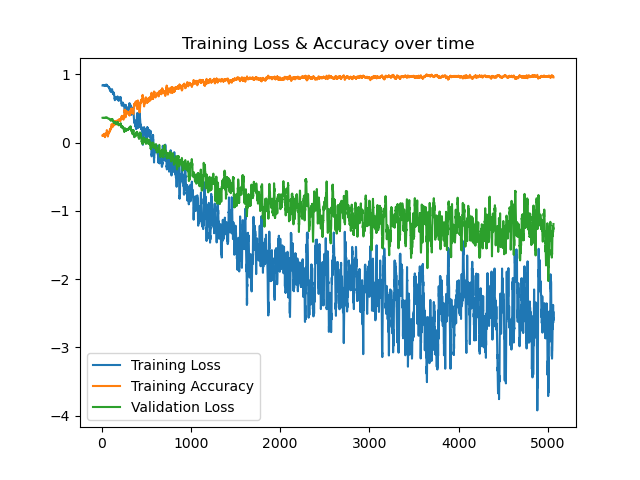 Training Loss & Accuracy over time
1
0
−1
−2
−3
−4
Training Loss
Training Accuracy
Validation Loss
0 1000 2000 3000 4000 5000